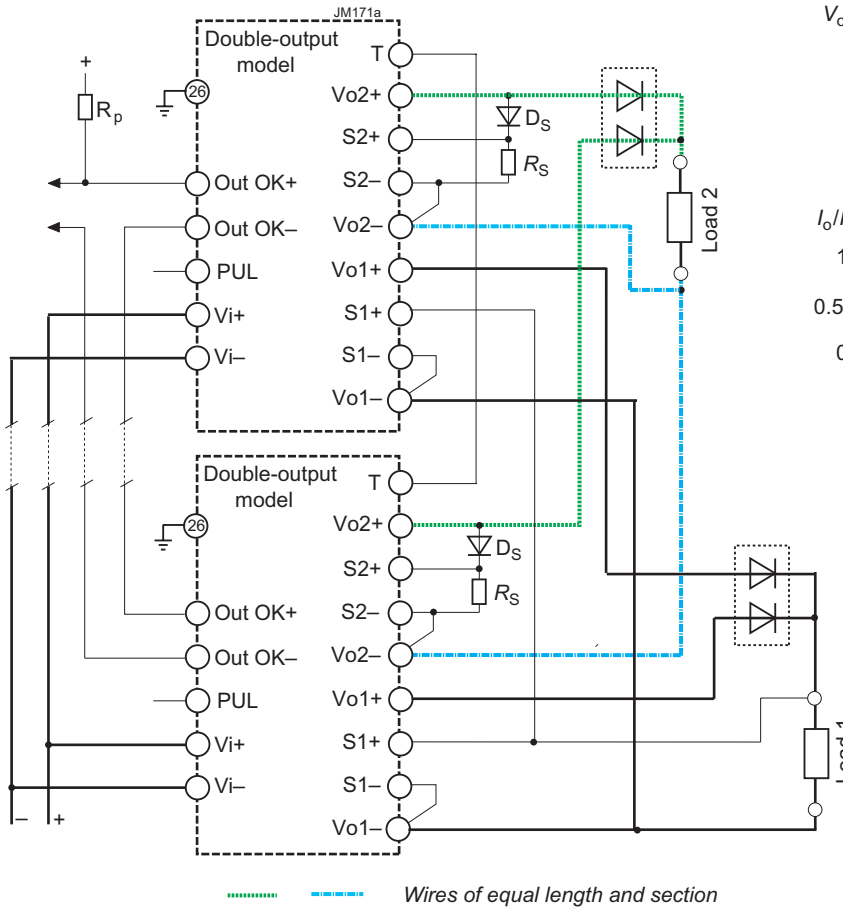 JM171a
Double-output
model
T
Vo2+
S2+
S2–
Vo2–
Vo1+
S1+
S1–
Vo1–
26
+
Rp
Out OK+
Out OK–
PUL
Vi+
Vi–
DS
RS
Load 2
Double-output
model
T
Vo2+
S2+
S2–
Vo2–
Vo1+
S1+
S1–
Vo1–
26
Out OK+
Out OK–
PUL
Vi+
Vi–
DS
RS
Load 1
– +
Vo
Io/I
1
0.5
0
Wires of equal length and section